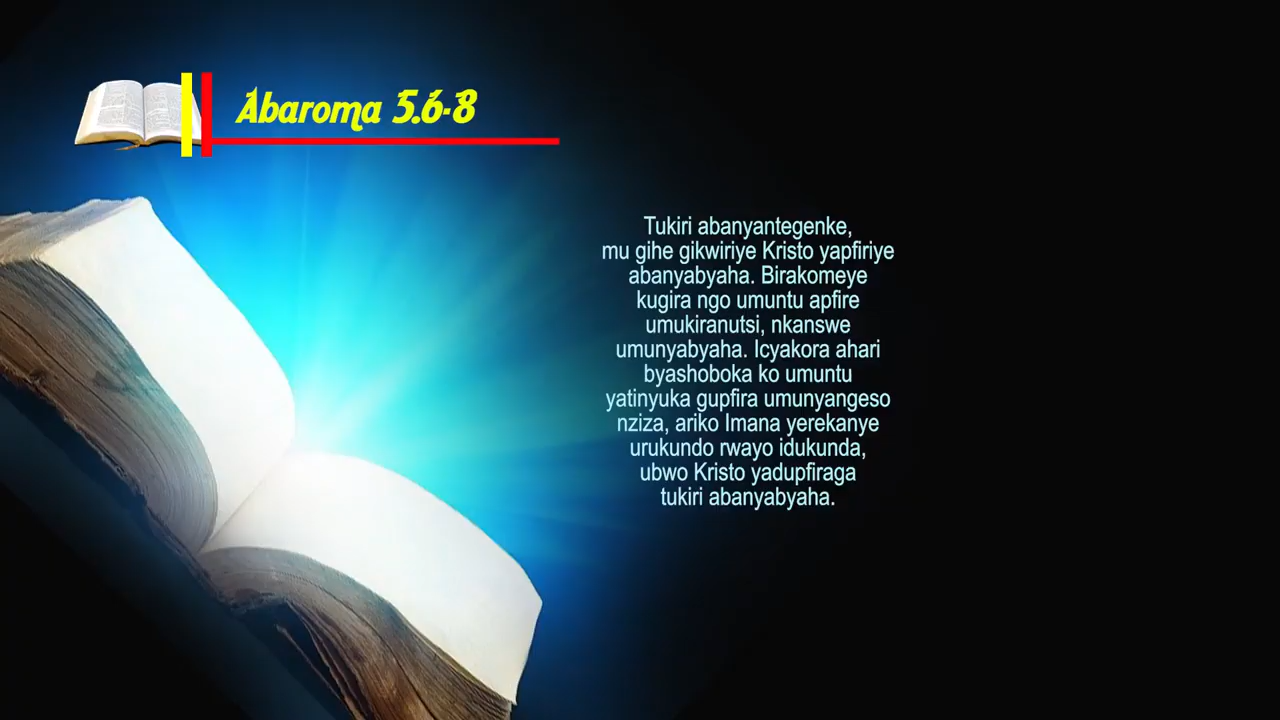 Abaroma 5.6-8
Tukiri abanyantegenke,
mu gihe gikwiriye Kristo yapfiriye
abanyabyaha. Birakomeye
kugira ngo umuntu apfire
umukiranutsi, nkanswe
umunyabyaha. Icyakora ahari
byashoboka ko umuntu
yatinyuka gupfira umunyangeso
nziza, ariko Imana yerekanye
urukundo rwayo idukunda,
ubwo Kristo yadupfiraga
tukiri abanyabyaha.